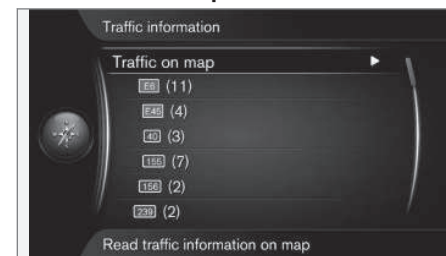 Traffic information
Traffic on map
E6 (11)
E45 (4)
40 (3)
155 (7)
156 (2)
239 (2)
Read traffic information on map